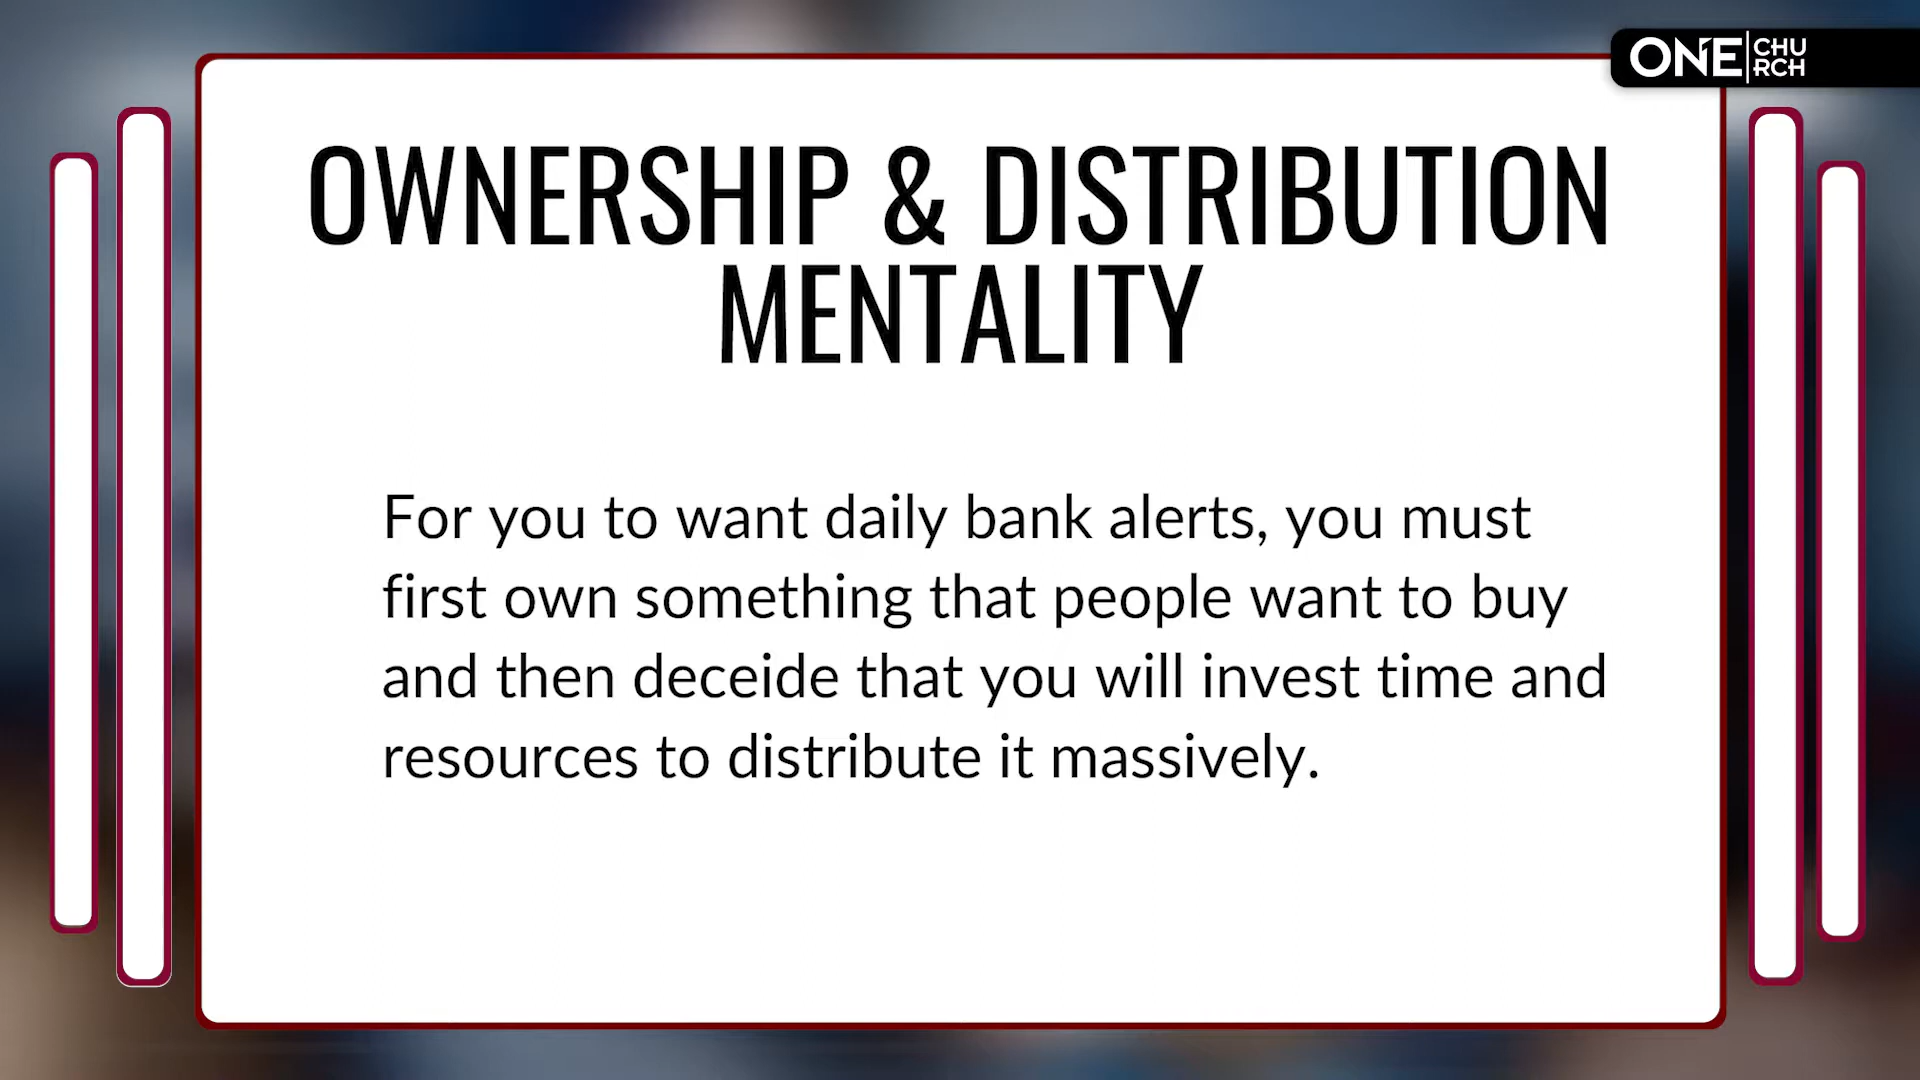 ONE CHU
RCH
OWNERSHIP & DISTRIBUTION
MENTALITY
For you to want daily bank alerts, you must
first own something that people want to buy
and then deceide that you will invest time and
resources to distribute it massively.